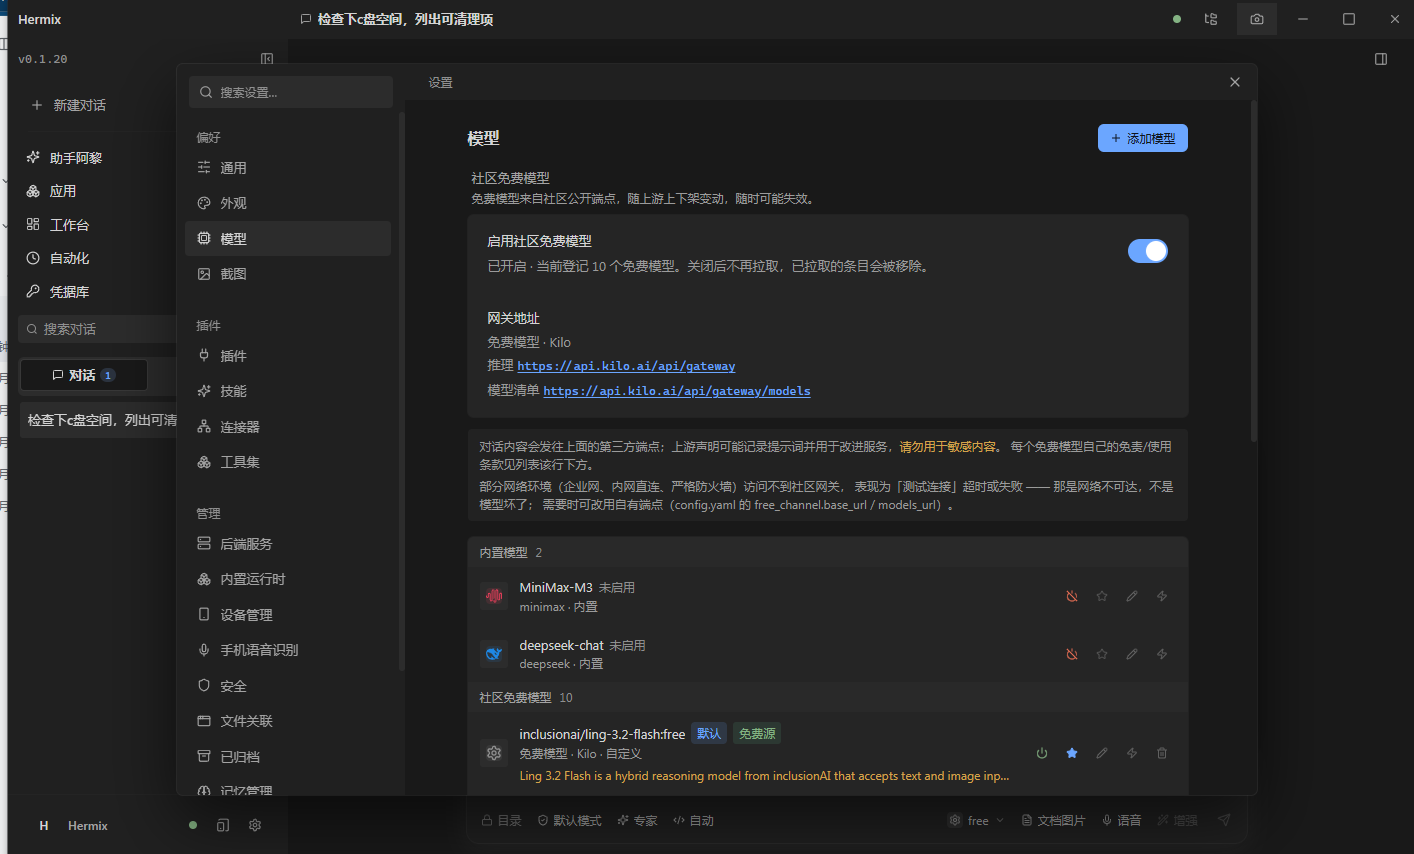 Hermix
检查下c盘空间，列出可清理项
v0.1.20
新建对话
助手阿黎
应用
工作台
自动化
凭据库
搜索对话
对话 1
检查下c盘空间，列出可清
H Hermix
搜索设置...
偏好
通用
外观
模型
截图
插件
插件
技能
连接器
工具集
管理
后端服务
内置运行时
设备管理
手机语音识别
安全
文件关联
已归档
记忆管理
设置
模型
添加模型
社区免费模型
免费模型来自社区公开端点，随上游上下架变动，随时可能失效。
启用社区免费模型
已开启 · 当前登记 10 个免费模型。关闭后不再拉取，已拉取的条目会被移除。
网关地址
免费模型 · Kilo
推理 https://api.kilo.ai/api/gateway
模型清单 https://api.kilo.ai/api/gateway/models
对话内容会发往上面的第三方端点；上游声明可能记录提示词并用于改进服务，请勿用于敏感内容。 每个免费模型自己的免责/使用
条款见列表该行下方。
部分网络环境（企业网、内网直连、严格防火墙）访问不到社区网关， 表现为「测试连接」超时或失败 —— 那是网络不可达，不是
模型坏了； 需要时可改用自有端点（config.yaml 的 free_channel.base_url / models_url）。
内置模型 2
MiniMax-M3 未启用
minimax · 内置
deepseek-chat 未启用
deepseek · 内置
社区免费模型 10
inclusionai/ling-3.2-flash:free 默认 免费源
免费模型 · Kilo · 自定义
Ling 3.2 Flash is a hybrid reasoning model from inclusionAI that accepts text and image inp...
目录 默认模式 专家 自动 free 文档图片 语音 增强